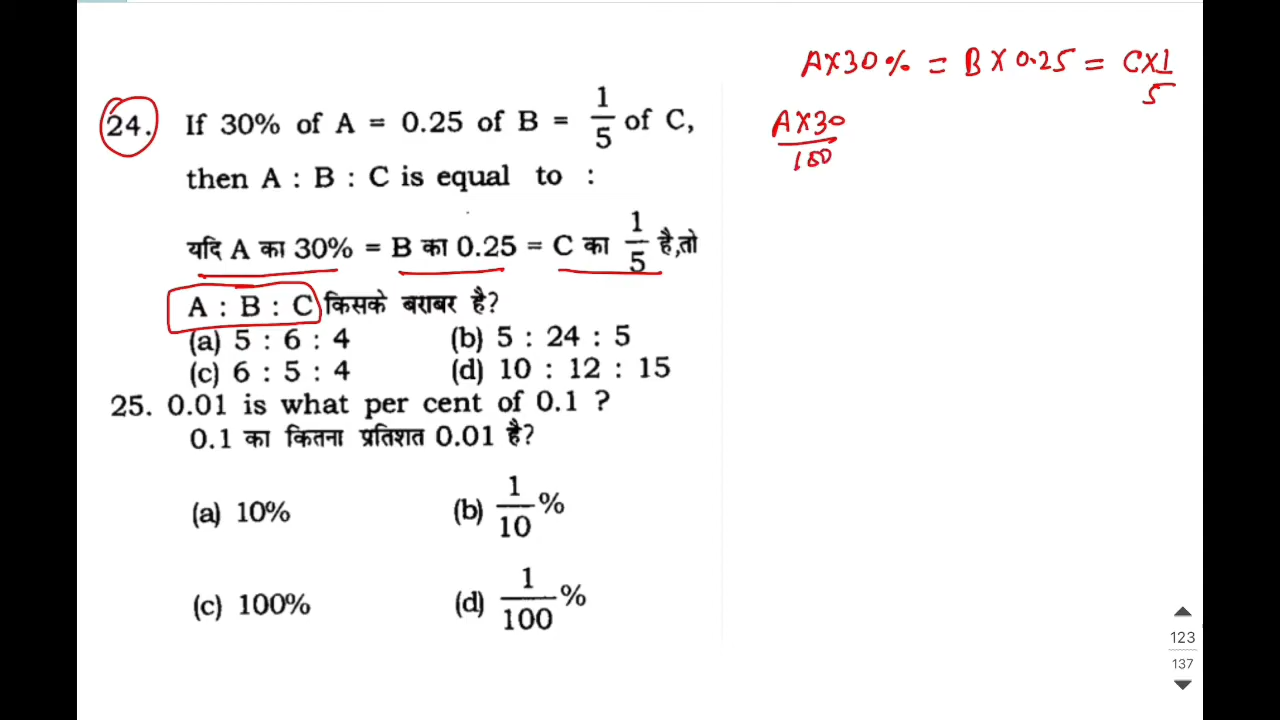 A×30% = B×0.25 = C×1/5
A×30/100
24. If 30% of A = 0.25 of B = 1/5 of C,
then A : B : C is equal to :
यदि A का 30% = B का 0.25 = C का 1/5 है,तो
A : B : C किसके बराबर है?
(a) 5 : 6 : 4 (b) 5 : 24 : 5
(c) 6 : 5 : 4 (d) 10 : 12 : 15
25. 0.01 is what per cent of 0.1 ?
0.1 का कितना प्रतिशत 0.01 है?
(a) 10% (b) 1/10 %
(c) 100% (d) 1/100 %
123
137